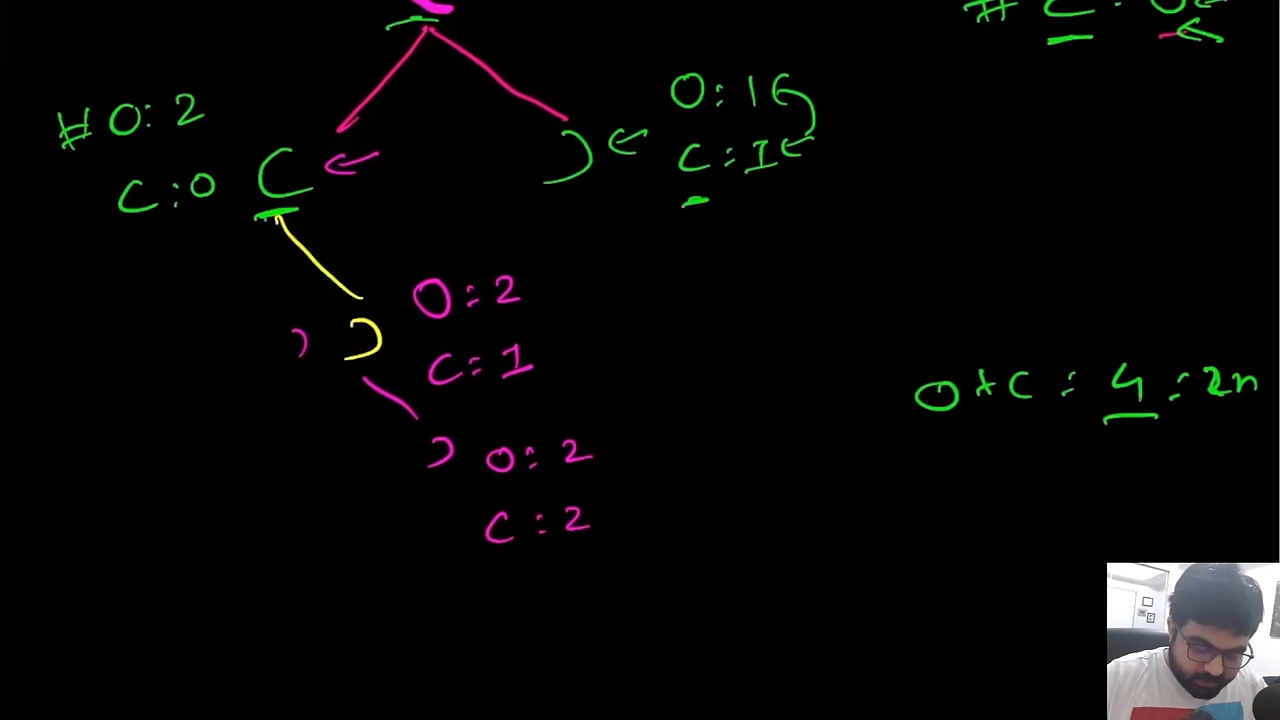 # C : O
# O : 2
C : 0
(
)
O : 1
C : 1
O : 2
C : 1
)
)
)
O : 2
C : 2
O + C = 4 = 2n